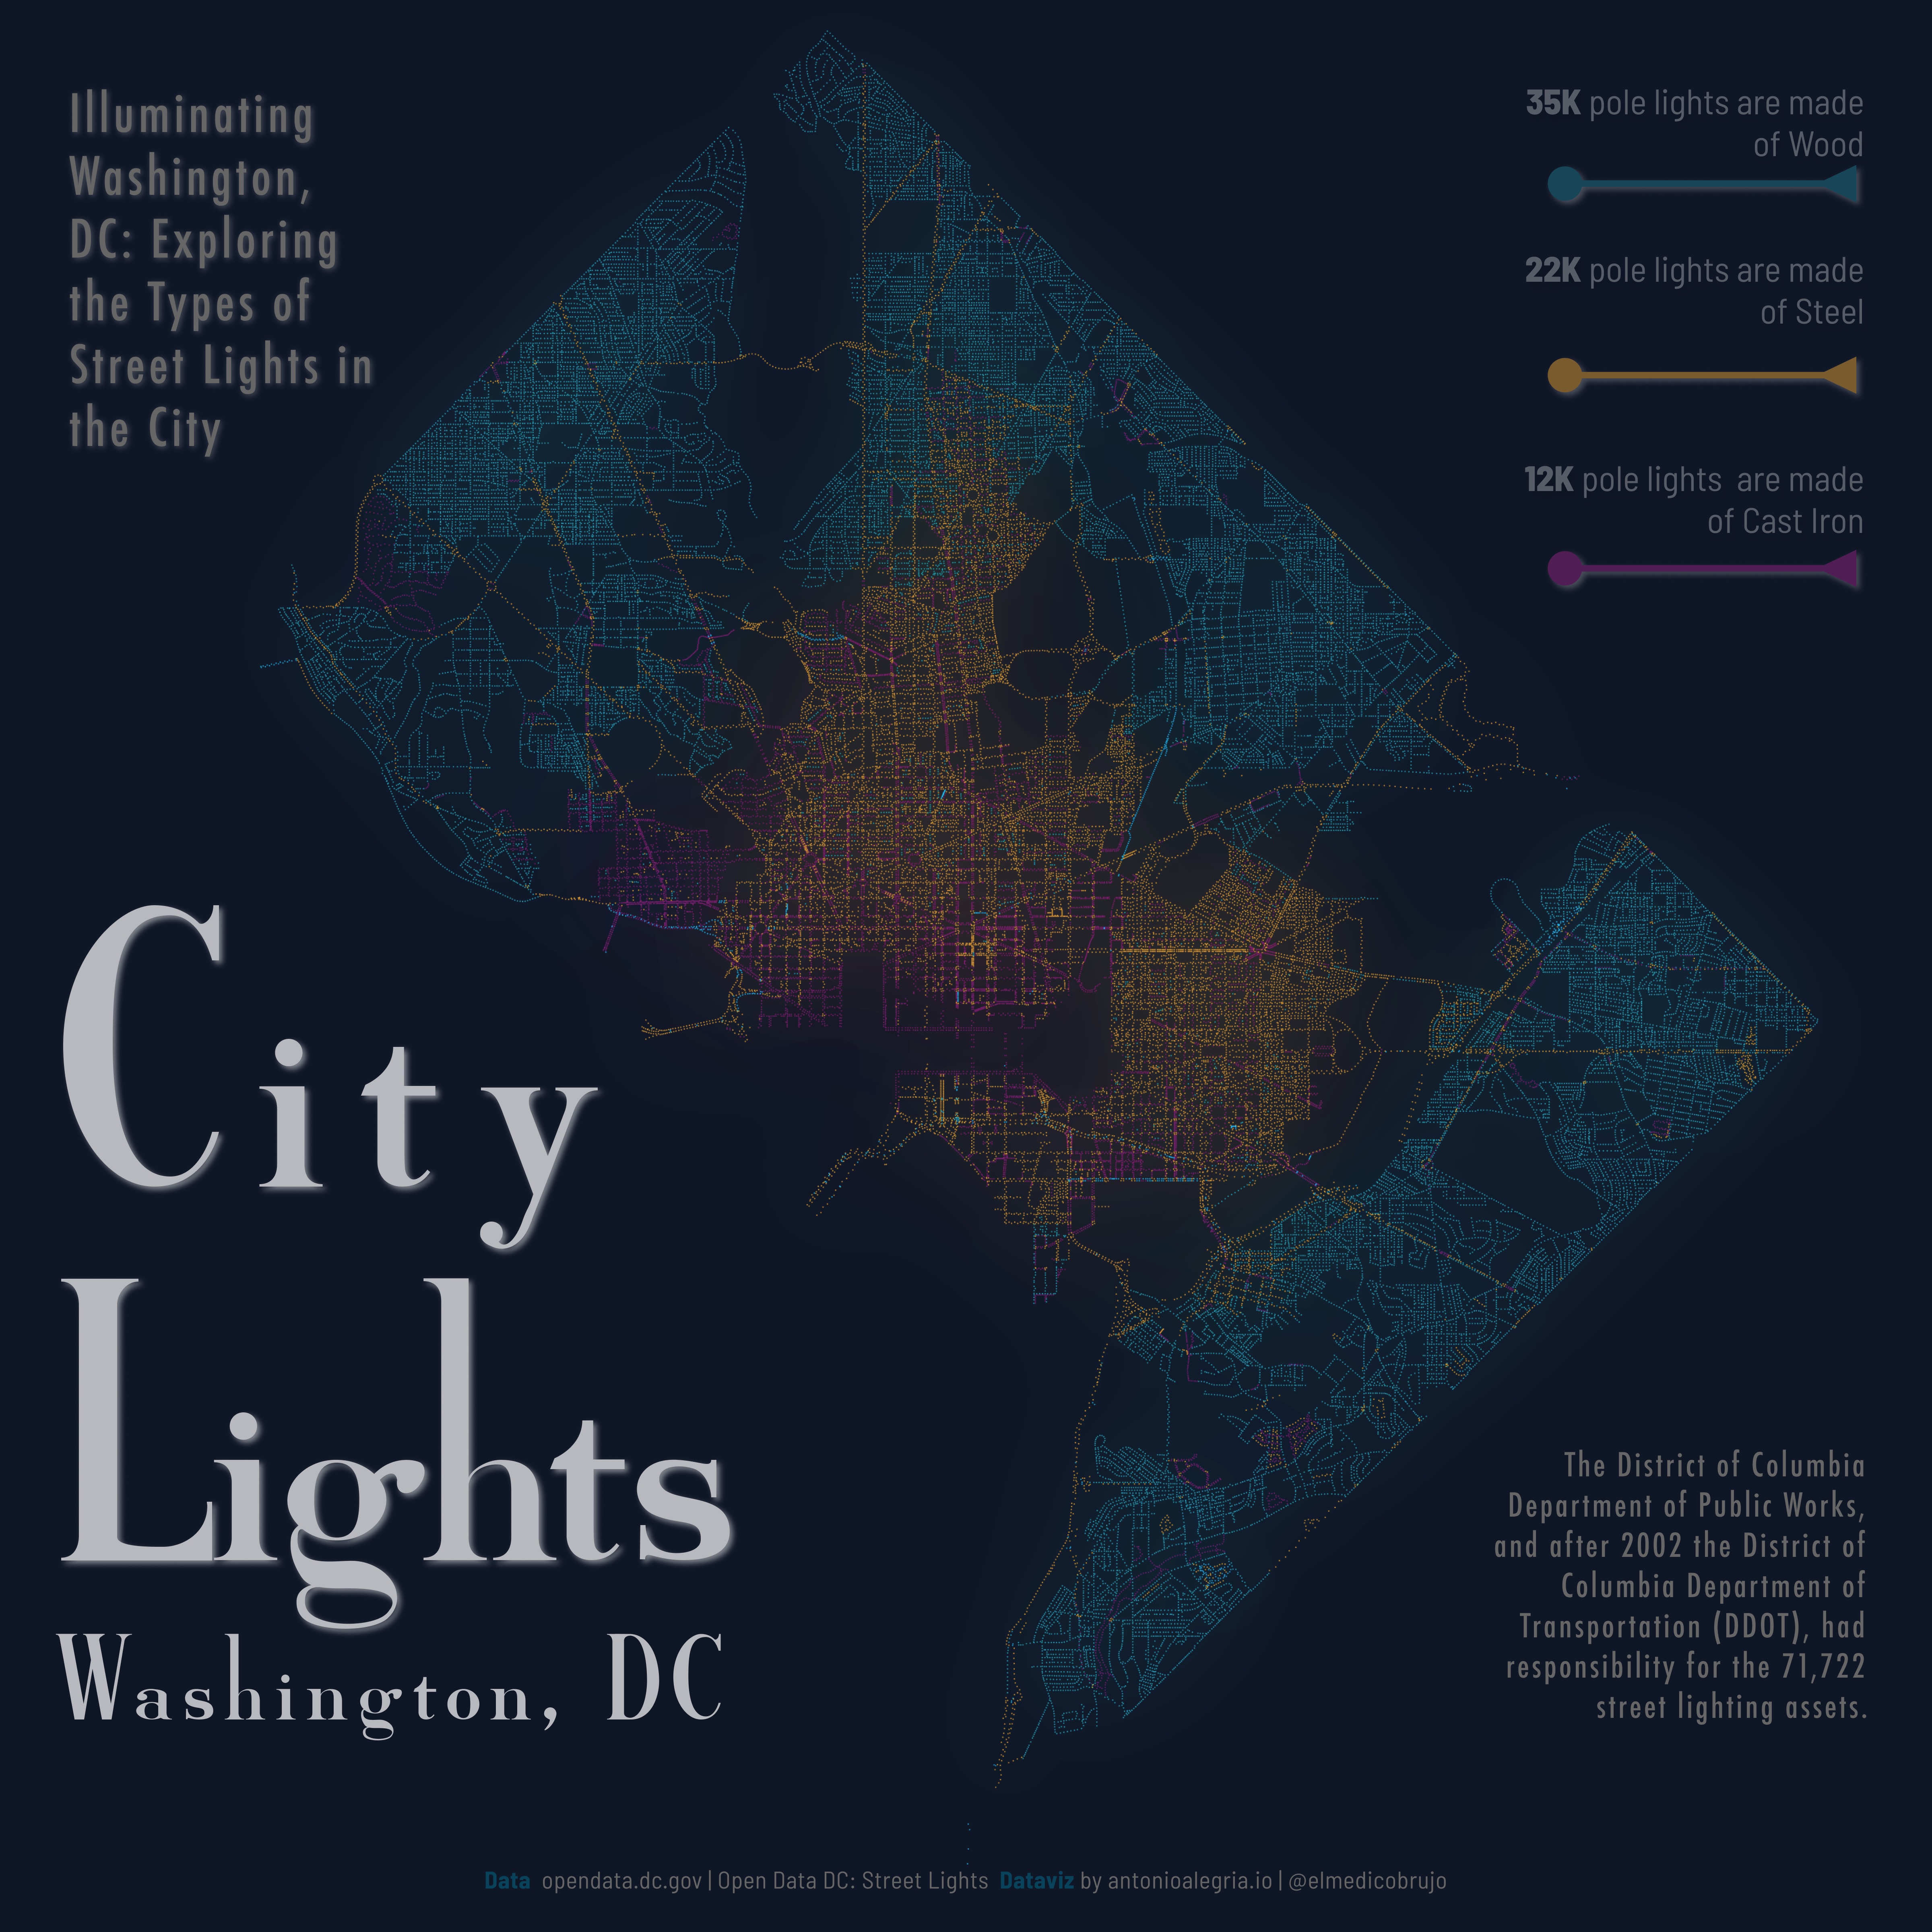 Illuminating
Washington,
DC: Exploring
the Types of
Street Lights in
the City
35K pole lights are made
of Wood
22K pole lights are made
of Steel
12K pole lights are made
of Cast Iron
City
Lights
Washington, DC
The District of Columbia
Department of Public Works,
and after 2002 the District of
Columbia Department of
Transportation (DDOT), had
responsibility for the 71,722
street lighting assets.
Data opendata.dc.gov | Open Data DC: Street Lights Dataviz by antonioalegria.io | @elmedicobrujo